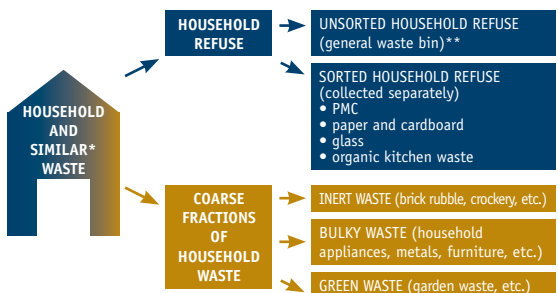 HOUSEHOLD
AND
SIMILAR*
WASTE
HOUSEHOLD
REFUSE
UNSORTED HOUSEHOLD REFUSE
(general waste bin)**
SORTED HOUSEHOLD REFUSE
(collected separately)
• PMC
• paper and cardboard
• glass
• organic kitchen waste
COARSE
FRACTIONS
OF
HOUSEHOLD
WASTE
INERT WASTE (brick rubble, crockery, etc.)
BULKY WASTE (household
appliances, metals, furniture, etc.)
GREEN WASTE (garden waste, etc.)